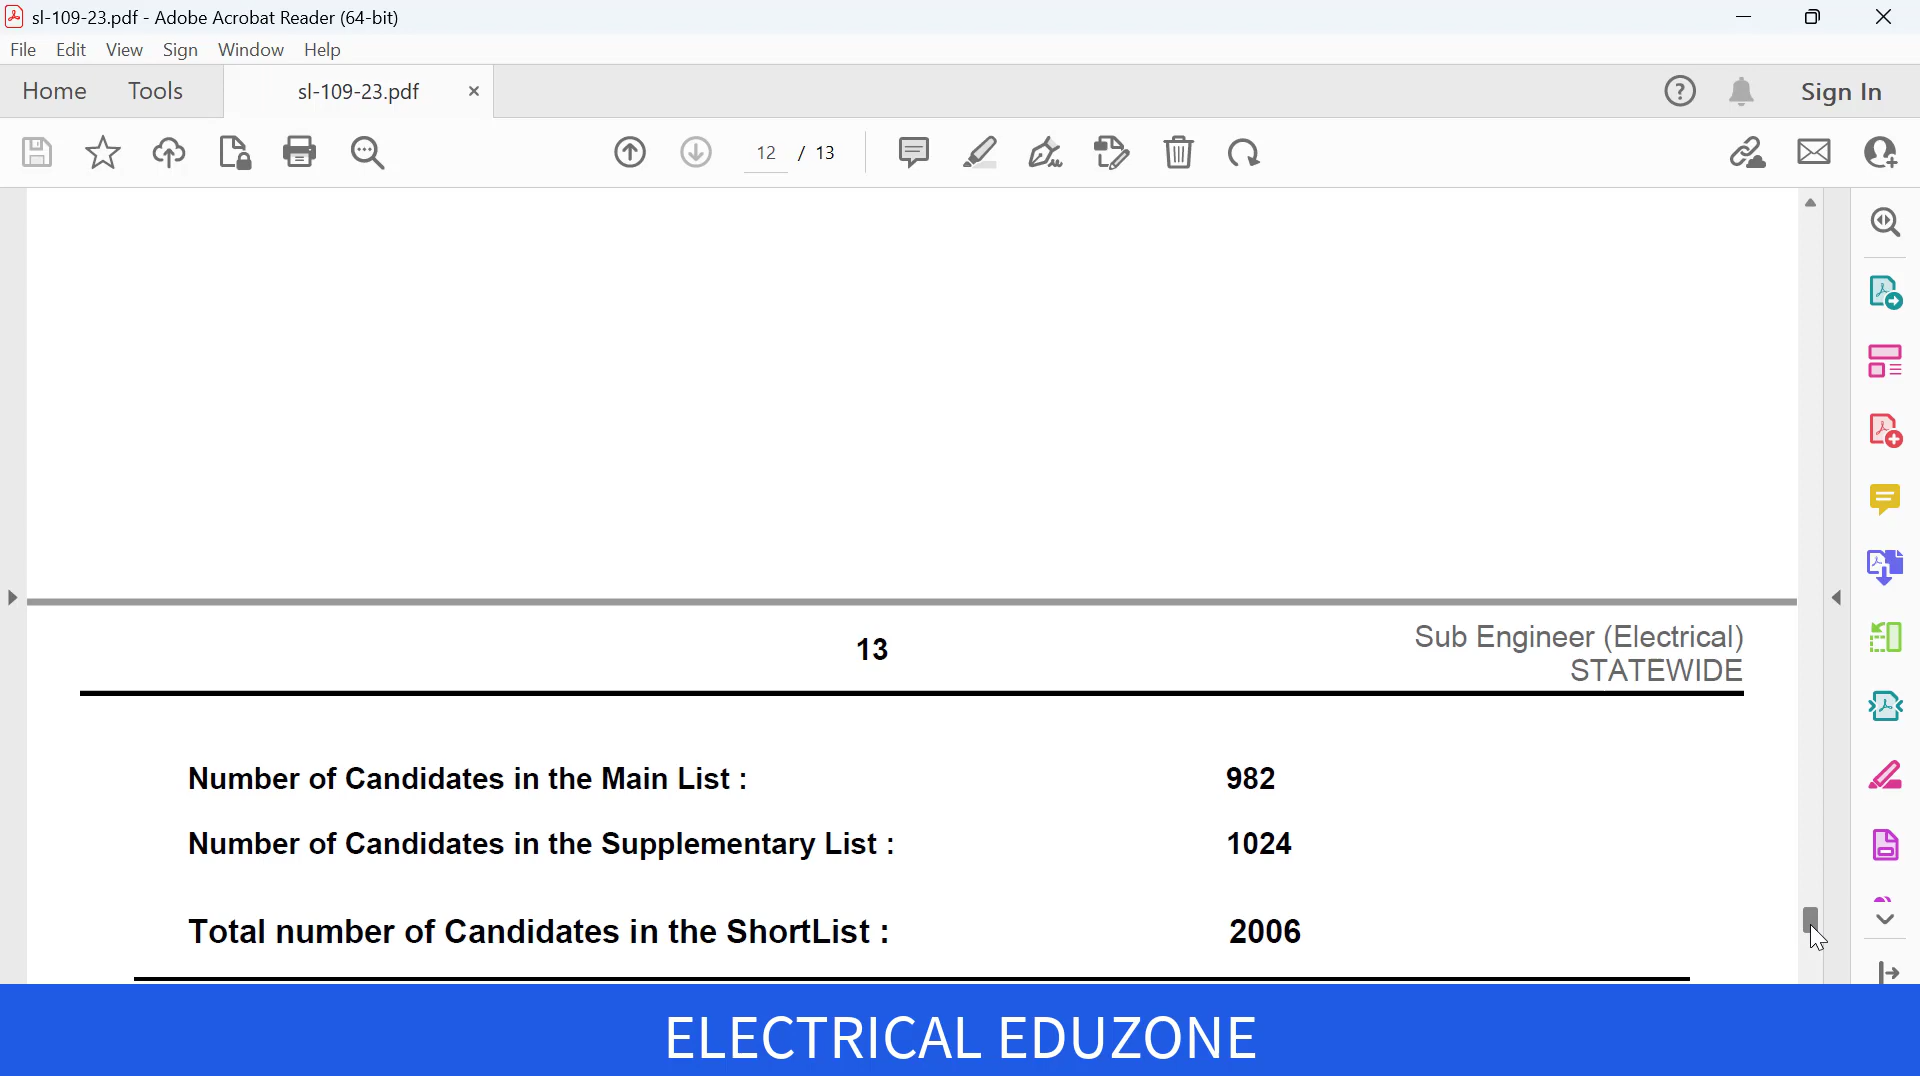 sl-109-23.pdf - Adobe Acrobat Reader (64-bit)
File Edit View Sign Window Help
Home Tools sl-109-23.pdf Sign In
12 / 13
13
Sub Engineer (Electrical)
STATEWIDE
Number of Candidates in the Main List : 982
Number of Candidates in the Supplementary List : 1024
Total number of Candidates in the ShortList : 2006
ELECTRICAL EDUZONE